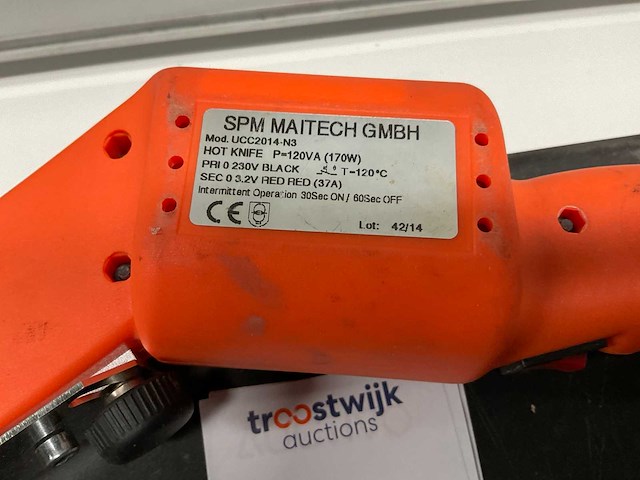 SPM MAITECH GMBH
Mod. UCC2014-N3
HOT KNIFE P=120VA (170W)
PRI 0 230V BLACK T=120°C
SEC 0 3.2V RED RED (37A)
Intermittent Operation 30Sec ON / 60Sec OFF
CE Lot: 42/14
troostwijk
auctions